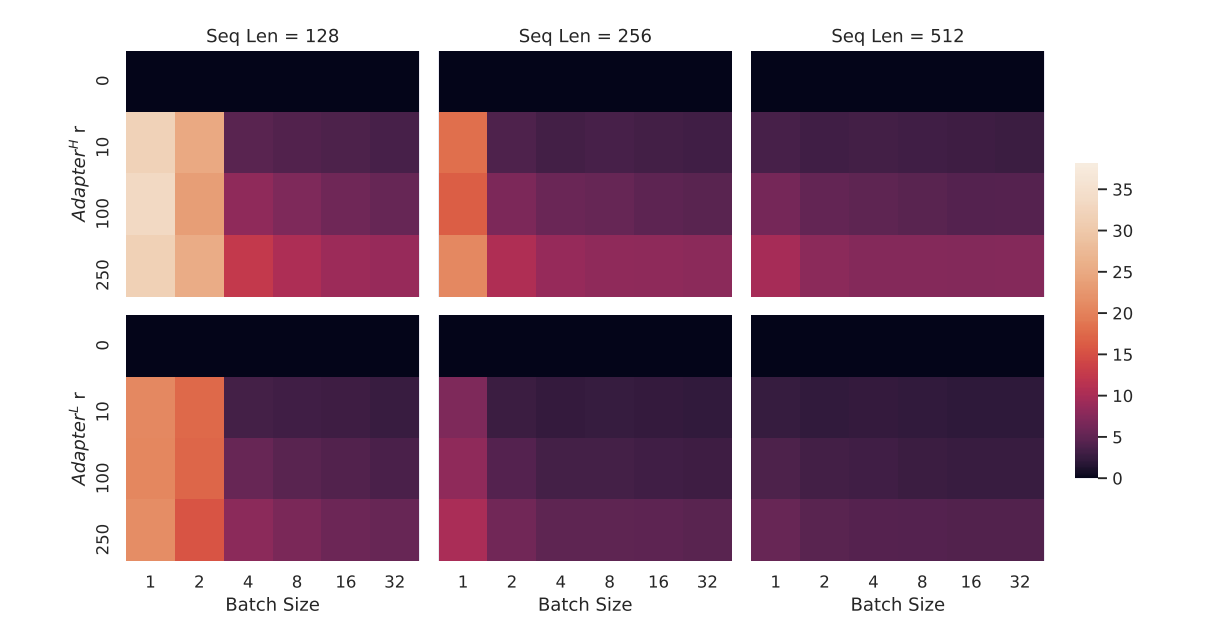 Seq Len = 128
Seq Len = 256
Seq Len = 512
Adapter^H r
0
10
100
250
Adapter^L r
0
10
100
250
35
30
25
20
15
10
5
0
1 2 4 8 16 32
1 2 4 8 16 32
1 2 4 8 16 32
Batch Size
Batch Size
Batch Size